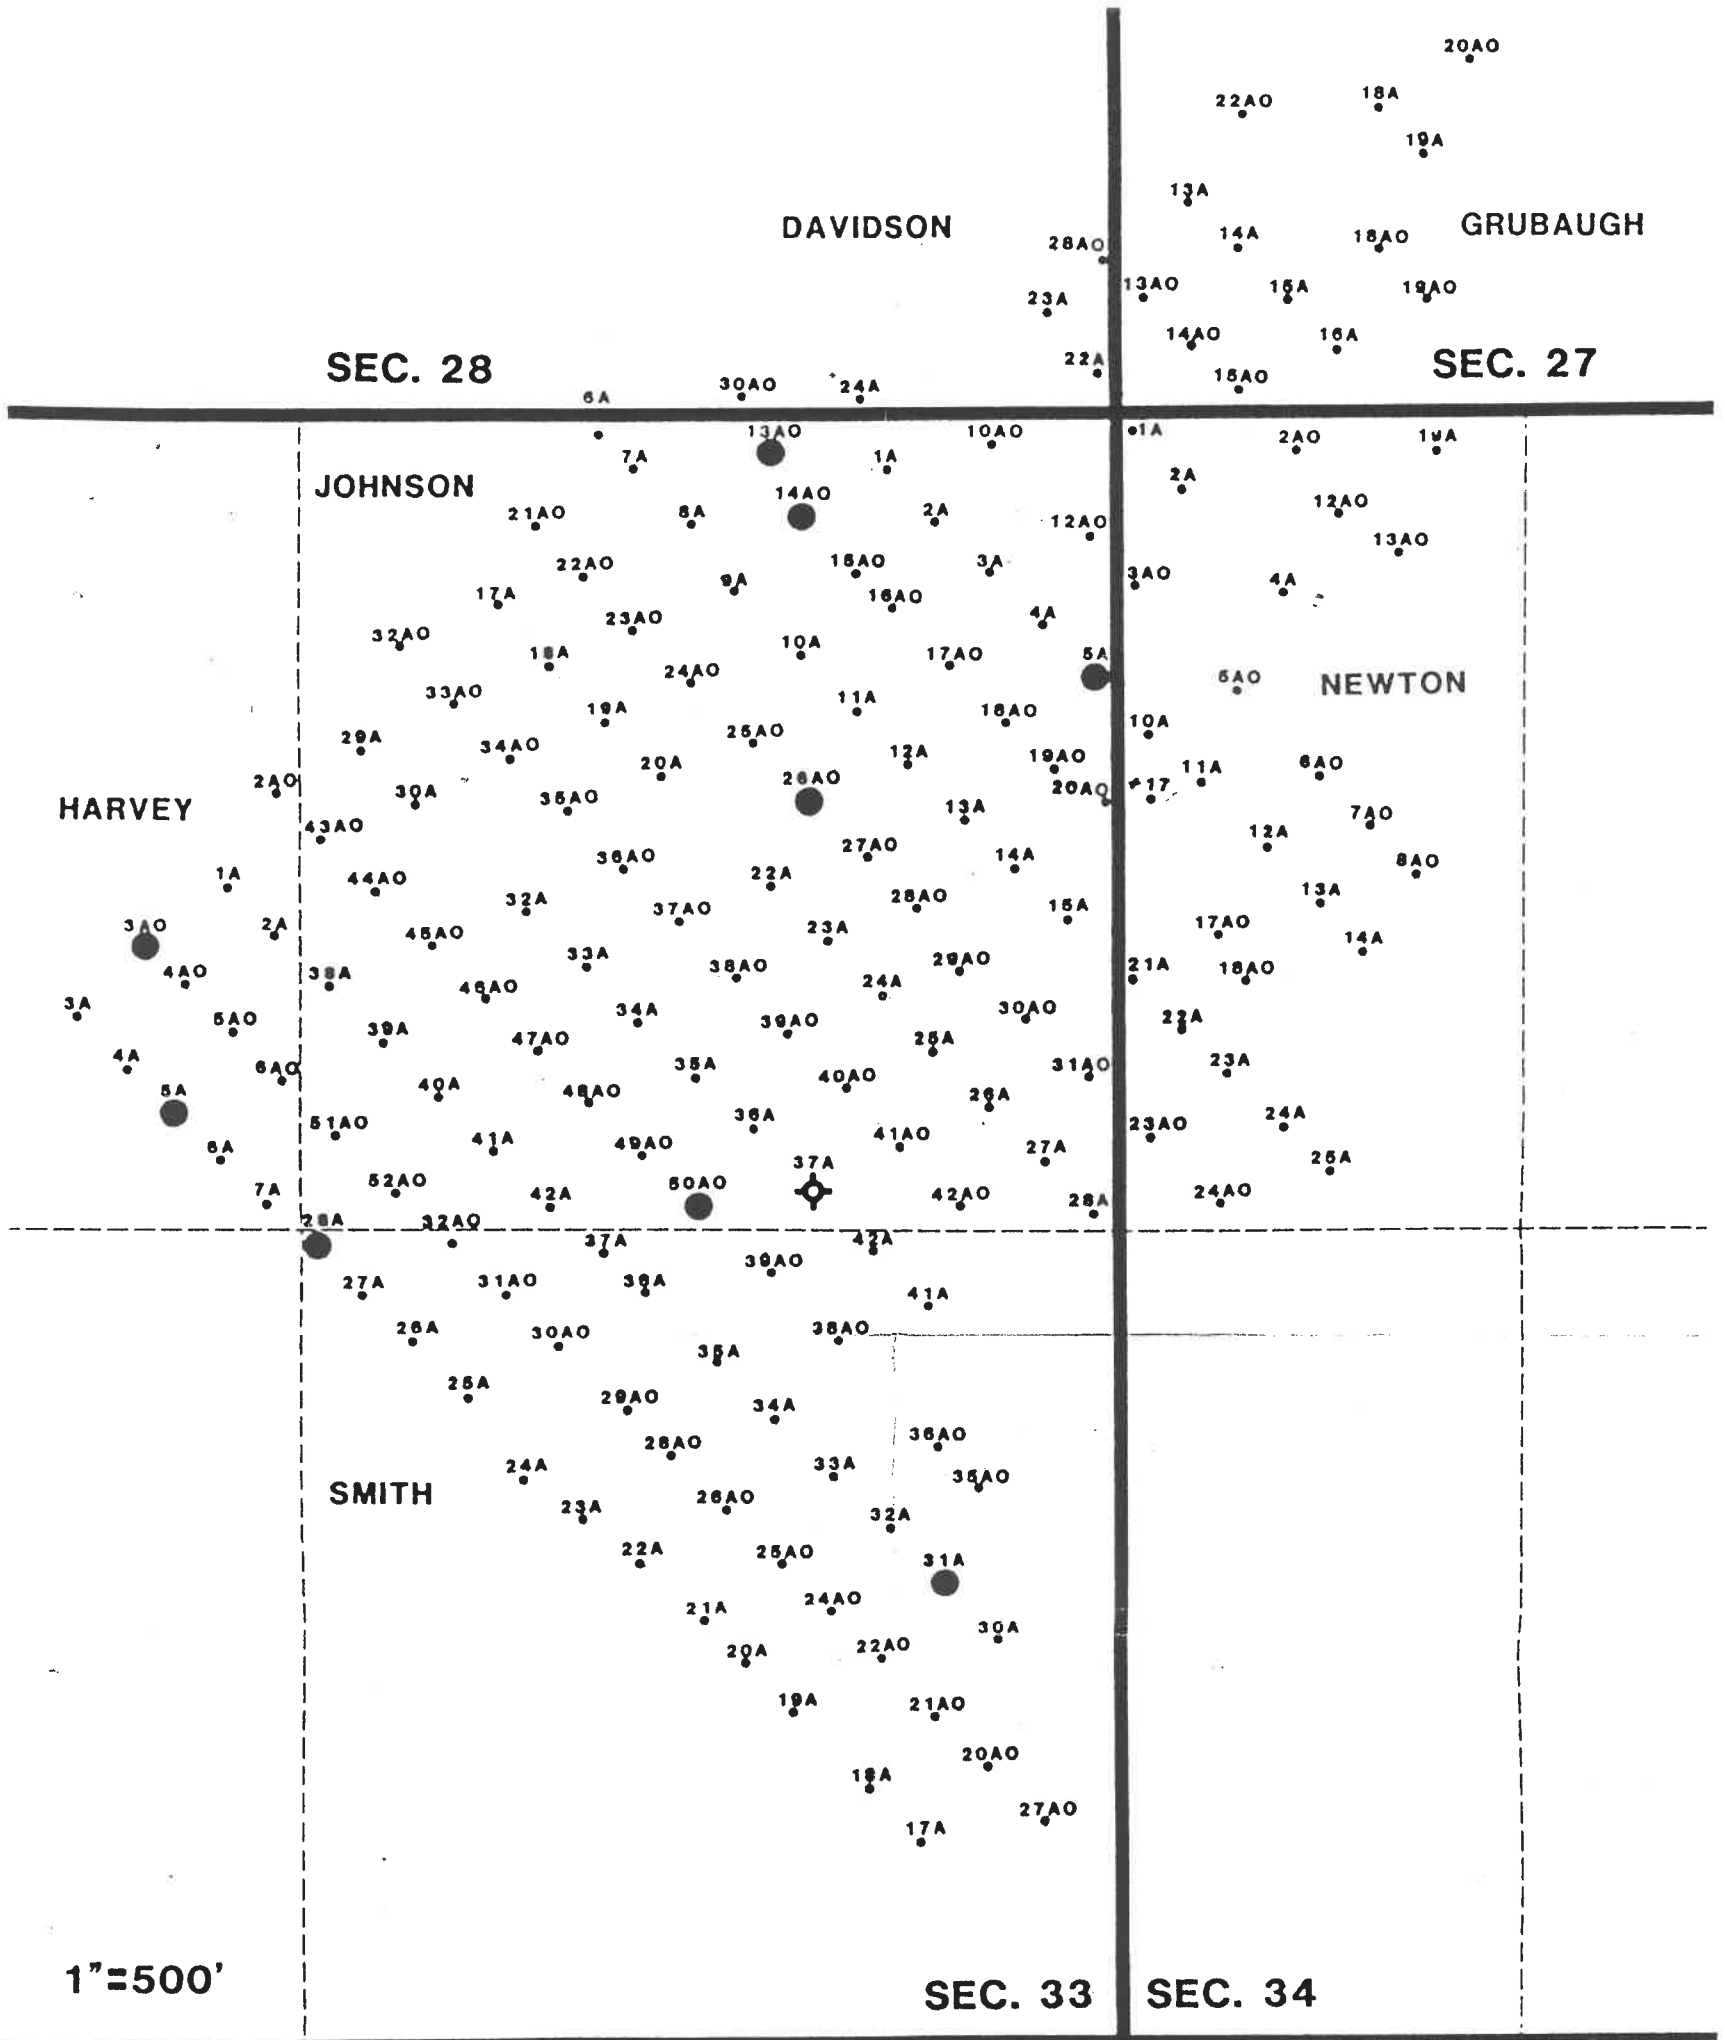 20AO
22AO
18A
19A
13A
DAVIDSON
GRUBAUGH
14A
18AO
28AO
13AO
15A
19AO
23A
14AO
16A
22A
SEC. 28
SEC. 27
15AO
30AO
24A
6A
13AO
10AO
1A
2AO
7A
1A
2A
JOHNSON
14AO
12AO
21AO
8A
2A
12AO
13AO
22AO
15AO
3A
3AO
4A
9A
17A
16AO
23AO
4A
32AO
10A
17AO
5A
18A
24AO
5AO
NEWTON
33AO
19A
11A
18AO
10A
29A
34AO
25AO
12A
19AO
20A
11A
6AO
2AO
30A
35AO
26AO
20AO
17
HARVEY
43AO
13A
7AO
12A
27AO
36AO
14A
8AO
1A
44AO
22A
32A
37AO
28AO
15A
13A
3AO
2A
45AO
23A
17AO
14A
4AO
38A
33A
38AO
29AO
21A
18AO
46AO
24A
3A
34A
30AO
5AO
39A
39AO
22A
47AO
25A
4A
35A
31AO
23A
6AO
40AO
5A
40A
48AO
26A
36A
24A
51AO
23AO
41A
49AO
41AO
27A
6A
37A
25A
52AO
50AO
7A
42A
42AO
28A
24AO
28A
32AO
37A
42A
39AO
27A
31AO
36A
41A
26A
30AO
38AO
35A
25A
29AO
34A
28AO
36AO
24A
33A
35AO
SMITH
23A
26AO
32A
22A
25AO
31A
24AO
21A
30A
20A
22AO
19A
21AO
20AO
18A
27AO
17A
1"=500'
SEC. 33
SEC. 34